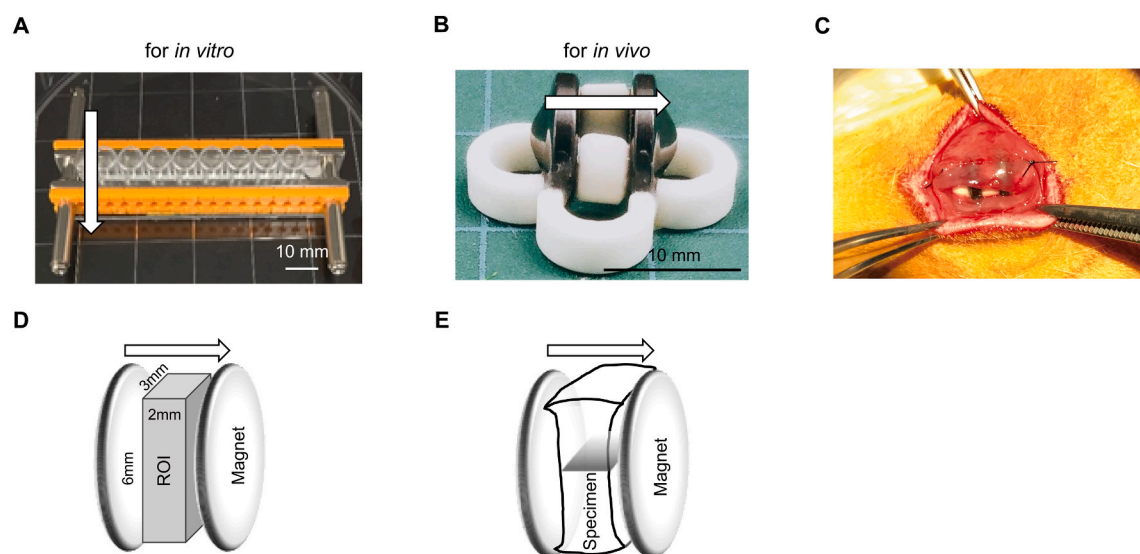 A
for in vitro
10 mm
B
for in vivo
10 mm
C
D
3mm
2mm
6mm
ROI
Magnet
E
Specimen
Magnet